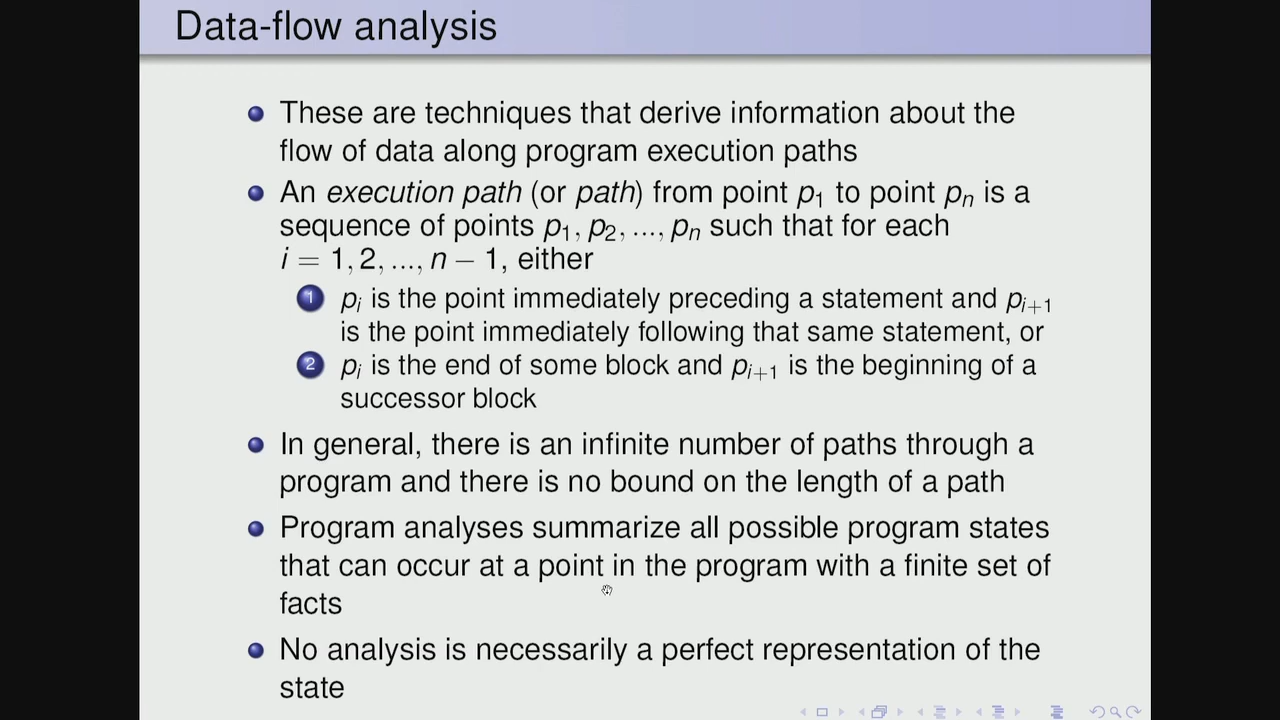 Data-flow analysis
These are techniques that derive information about the
flow of data along program execution paths
An execution path (or path) from point p1 to point pn is a
sequence of points p1, p2, ..., pn such that for each
i = 1, 2, ..., n − 1, either
1 pi is the point immediately preceding a statement and pi+1
is the point immediately following that same statement, or
2 pi is the end of some block and pi+1 is the beginning of a
successor block
In general, there is an infinite number of paths through a
program and there is no bound on the length of a path
Program analyses summarize all possible program states
that can occur at a point in the program with a finite set of
facts
No analysis is necessarily a perfect representation of the
state